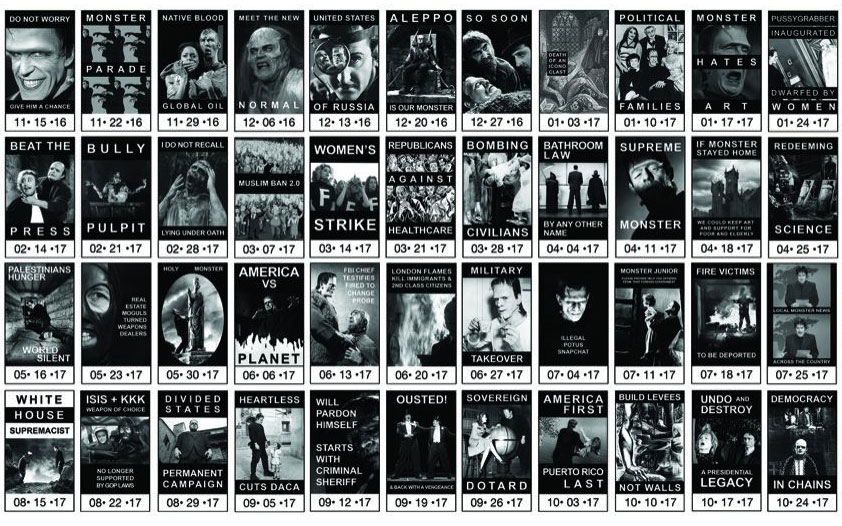 DO NOT WORRY
GIVE HIM A CHANCE
11·15·16
MONSTER
PARADE
11·22·16
NATIVE BLOOD
GLOBAL OIL
11·29·16
MEET THE NEW
NORMAL
12·06·16
UNITED STATES
OF RUSSIA
12·13·16
ALEPPO
IS OUR MONSTER
12·20·16
SO SOON
12·27·16
DEATH
OF AN
ICONO
CLAST
01·03·17
POLITICAL
FAMILIES
01·10·17
MONSTER
HATES
ART
01·17·17
PUSSYGRABBER
INAUGURATED
DWARFED BY
WOMEN
01·24·17
BEAT THE
PRESS
02·14·17
BULLY
PULPIT
02·21·17
I DO NOT RECALL
LYING UNDER OATH
02·28·17
MUSLIM BAN 2.0
03·07·17
WOMEN'S
STRIKE
03·14·17
REPUBLICANS
AGAINST
HEALTHCARE
03·21·17
BOMBING
CIVILIANS
03·28·17
BATHROOM
LAW
BY ANY OTHER
NAME
04·04·17
SUPREME
MONSTER
04·11·17
IF MONSTER
STAYED HOME
WE COULD KEEP ART
AND SUPPORT FOR
POOR AND ELDERLY
04·18·17
REDEEMING
SCIENCE
04·25·17
PALESTINIANS
HUNGER
WORLD
SILENT
05·16·17
REAL
ESTATE
MOGULS
TURNED
WEAPONS
DEALERS
05·23·17
HOLY MONSTER
05·30·17
AMERICA
VS
PLANET
06·06·17
FBI CHIEF
TESTIFIES
FIRED TO
CHANGE
PROBE
06·13·17
LONDON FLAMES
KILL IMMIGRANTS &
2ND CLASS CITIZENS
06·20·17
MILITARY
TAKEOVER
06·27·17
ILLEGAL
POTUS
SNAPCHAT
07·04·17
MONSTER JUNIOR
07·11·17
FIRE VICTIMS
TO BE DEPORTED
07·18·17
LOCAL MONSTER NEWS
ACROSS THE COUNTRY
07·25·17
WHITE
HOUSE
SUPREMACIST
08·15·17
ISIS + KKK
WEAPON OF CHOICE
NO LONGER
SUPPORTED
BY GOP LAWS
08·22·17
DIVIDED
STATES
PERMANENT
CAMPAIGN
08·29·17
HEARTLESS
CUTS DACA
09·05·17
WILL
PARDON
HIMSELF
STARTS
WITH
CRIMINAL
SHERIFF
09·12·17
OUSTED!
& BACK WITH A VENGEANCE
09·19·17
SOVEREIGN
DOTARD
09·26·17
AMERICA
FIRST
PUERTO RICO
LAST
10·03·17
BUILD LEVEES
NOT WALLS
10·10·17
UNDO AND
DESTROY
A PRESIDENTIAL
LEGACY
10·17·17
DEMOCRACY
IN CHAINS
10·24·17